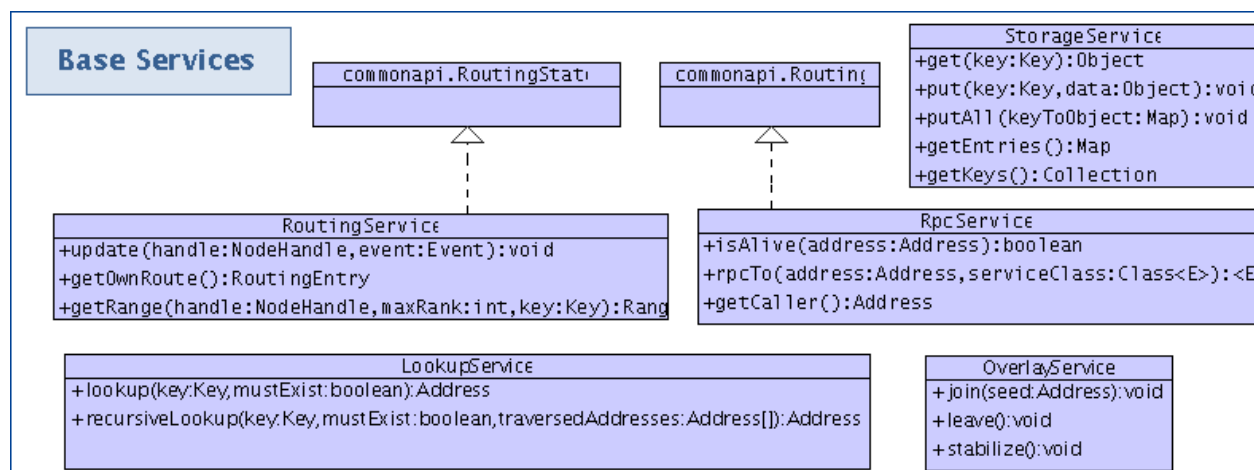 Base Services
commonapi.RoutingState
commonapi.Routing
StorageService
+get(key:Key):Object
+put(key:Key,data:Object):void
+putAll(keyToObject:Map):void
+getEntries():Map
+getKeys():Collection
RoutingService
+update(handle:NodeHandle,event:Event):void
+getOwnRoute():RoutingEntry
+getRange(handle:NodeHandle,maxRank:int,key:Key):Rang
RpcService
+isAlive(address:Address):boolean
+rpcTo(address:Address,serviceClass:Class<E>):<E
+getCaller():Address
LookupService
+lookup(key:Key,mustExist:boolean):Address
+recursiveLookup(key:Key,mustExist:boolean,traversedAddresses:Address[]):Address
OverlayService
+join(seed:Address):void
+leave():void
+stabilize():void